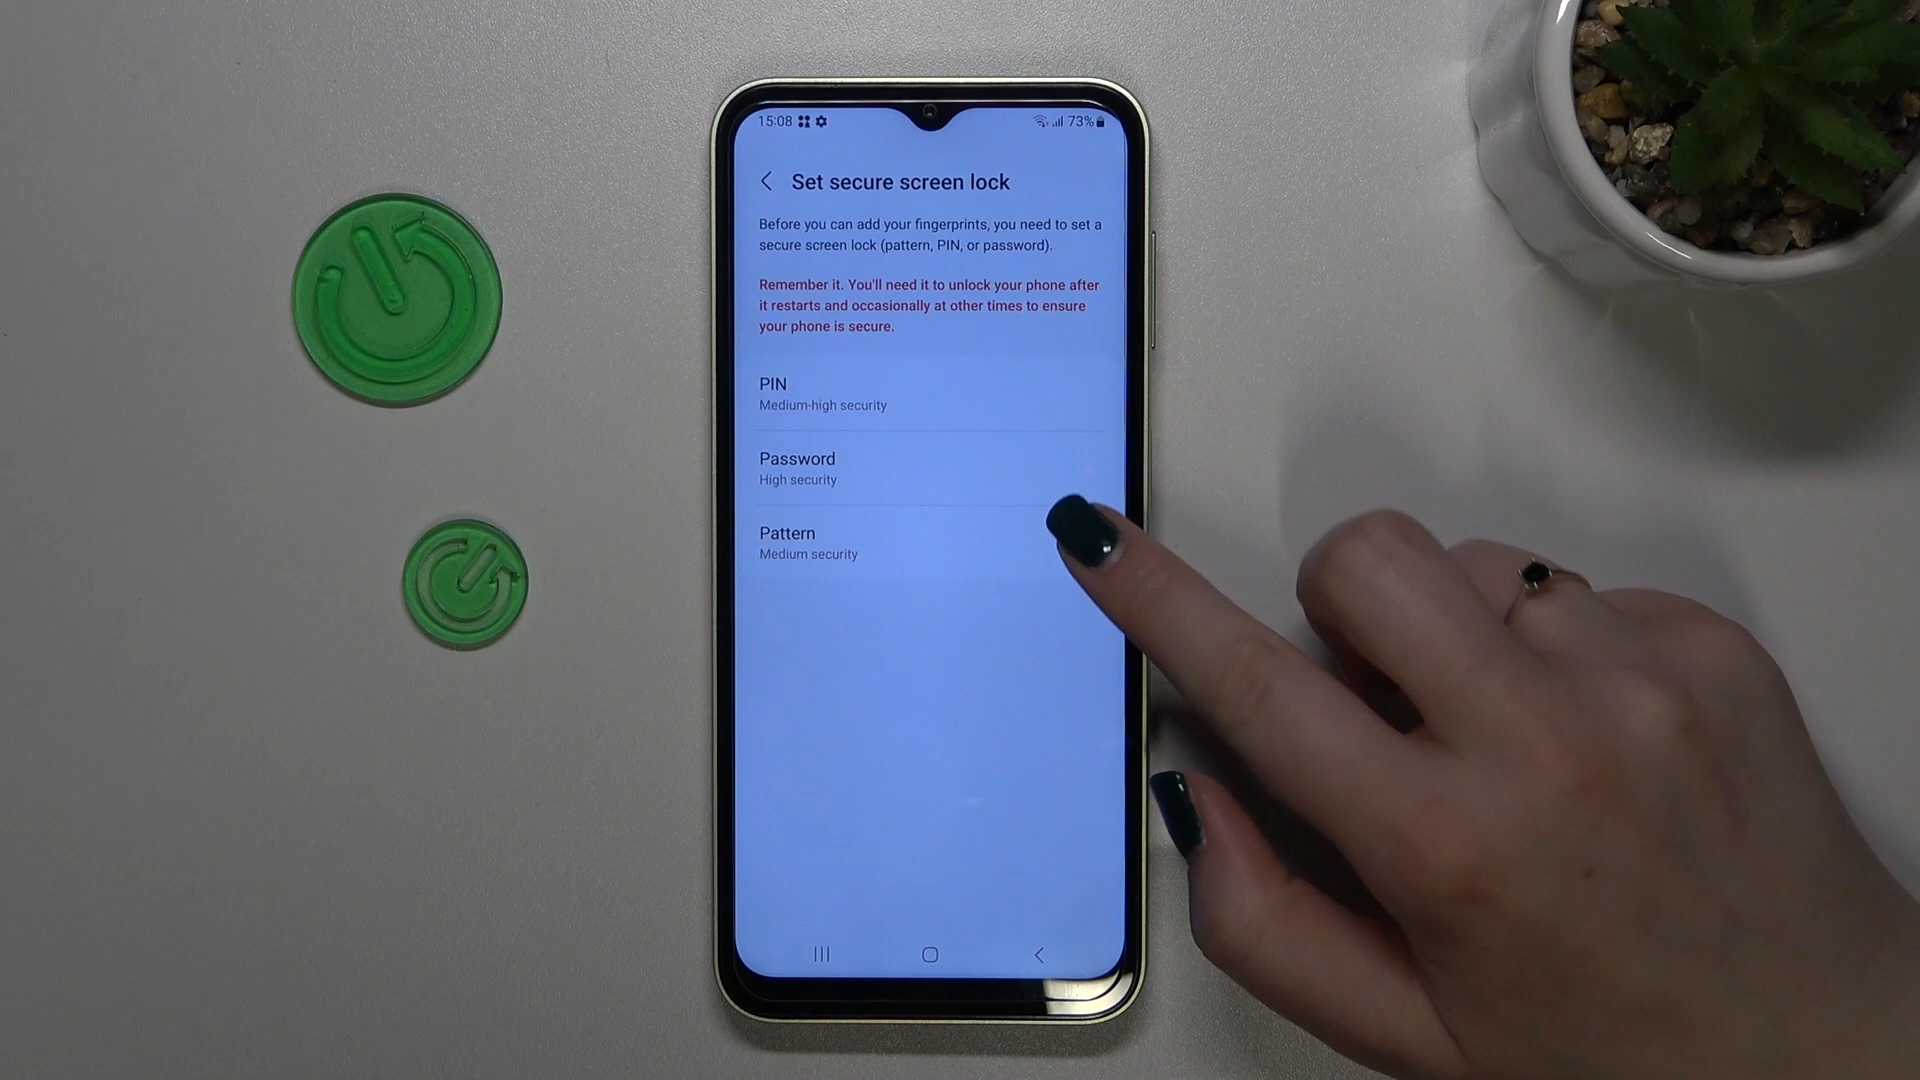 15:08
73%
Set secure screen lock
Before you can add your fingerprints, you need to set a
secure screen lock (pattern, PIN, or password).
Remember it. You'll need it to unlock your phone after
it restarts and occasionally at other times to ensure
your phone is secure.
PIN
Medium-high security
Password
High security
Pattern
Medium security